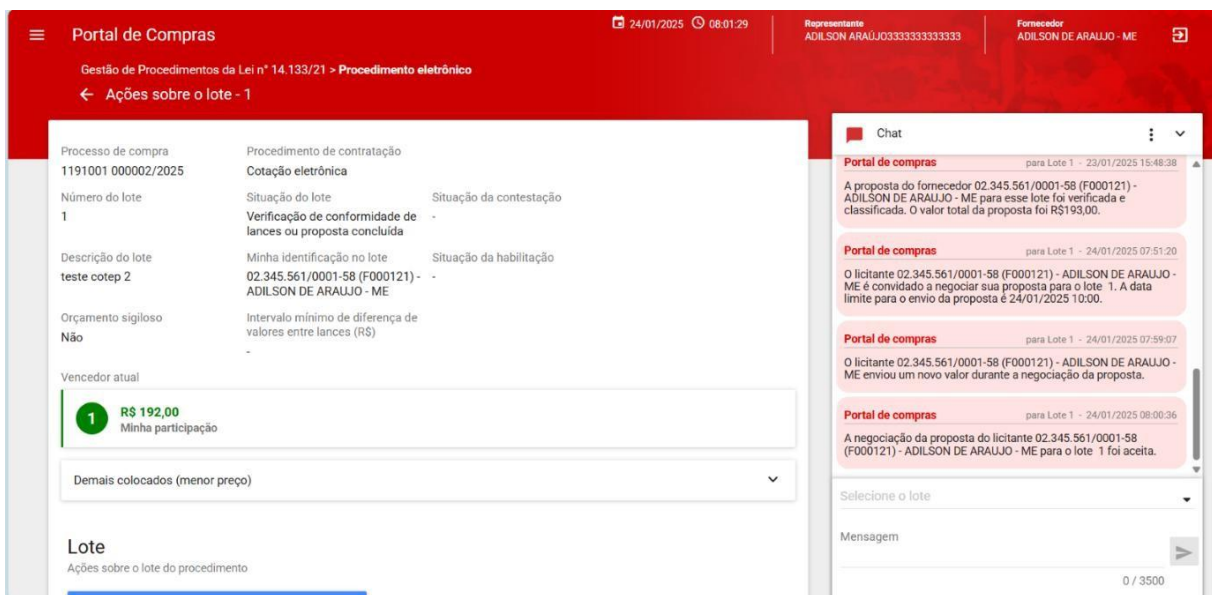 Portal de Compras
24/01/2025 08:01:29
Representante
ADILSON ARAÚJO3333333333333
Fornecedor
ADILSON DE ARAUJO - ME
Gestão de Procedimentos da Lei n° 14.133/21 > Procedimento eletrônico
Ações sobre o lote - 1
Processo de compra
1191001 000002/2025
Procedimento de contratação
Cotação eletrônica
Número do lote
1
Situação do lote
Verificação de conformidade de
lances ou proposta concluída
Situação da contestação
-
Descrição do lote
teste cotep 2
Minha identificação no lote
02.345.561/0001-58 (F000121) -
ADILSON DE ARAUJO - ME
Situação da habilitação
-
Orçamento sigiloso
Não
Intervalo mínimo de diferença de
valores entre lances (R$)
-
Vencedor atual
1
R$ 192,00
Minha participação
Demais colocados (menor preço)
Lote
Ações sobre o lote do procedimento
Chat
Portal de compras para Lote 1 - 23/01/2025 15:48:38
A proposta do fornecedor 02.345.561/0001-58 (F000121) -
ADILSON DE ARAUJO - ME para esse lote foi verificada e
classificada. O valor total da proposta foi R$193,00.
Portal de compras para Lote 1 - 24/01/2025 07:51:20
O licitante 02.345.561/0001-58 (F000121) - ADILSON DE ARAUJO -
ME é convidado a negociar sua proposta para o lote 1. A data
limite para o envio da proposta é 24/01/2025 10:00.
Portal de compras para Lote 1 - 24/01/2025 07:59:07
O licitante 02.345.561/0001-58 (F000121) - ADILSON DE ARAUJO -
ME enviou um novo valor durante a negociação da proposta.
Portal de compras para Lote 1 - 24/01/2025 08:00:36
A negociação da proposta do licitante 02.345.561/0001-58
(F000121) - ADILSON DE ARAUJO - ME para o lote 1 foi aceita.
Selecione o lote
Mensagem
0 / 3500